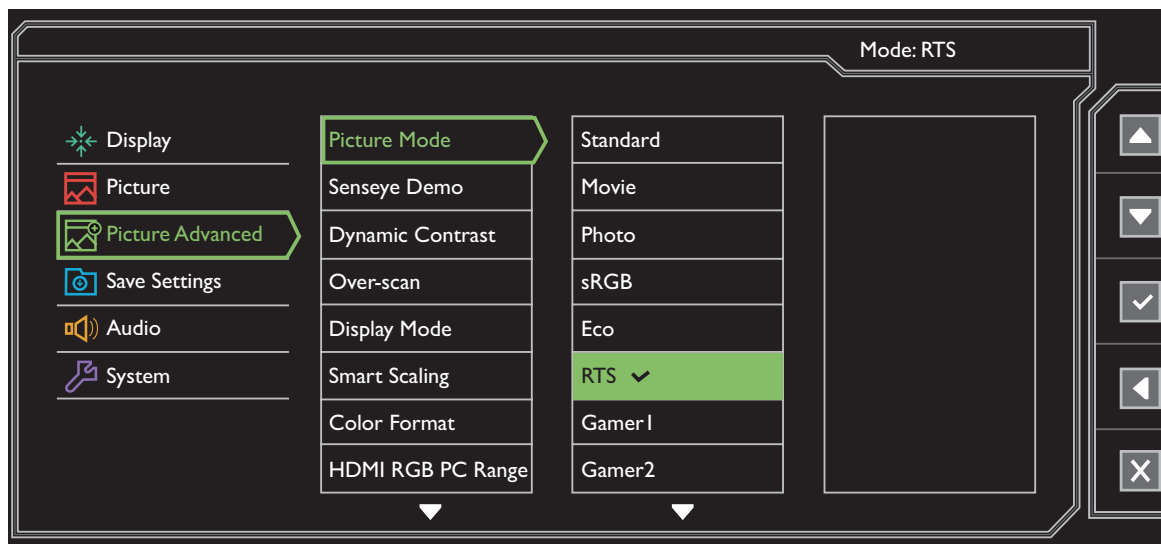 Mode: RTS
Display
Picture
Picture Advanced
Save Settings
Audio
System
Picture Mode
Senseye Demo
Dynamic Contrast
Over-scan
Display Mode
Smart Scaling
Color Format
HDMI RGB PC Range
Standard
Movie
Photo
sRGB
Eco
RTS
Gamer1
Gamer2